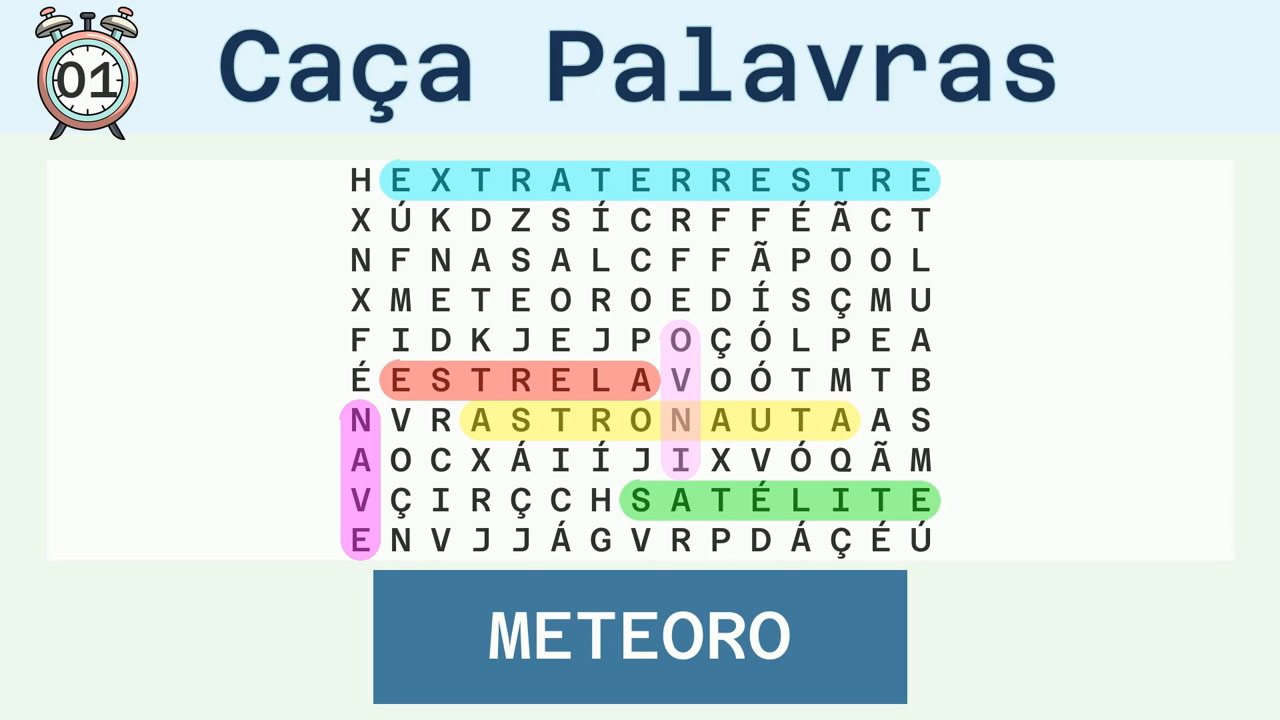 01
Caça Palavras
H E X T R A T E R R E S T R E
X Ú K D Z S Í C R F F É Ã C T
N F N A S A L C F F Ã P O O L
X M E T E O R O E D Í S Ç M U
F I D K J E J P O Ç Ó L P E A
É E S T R E L A V O Ó T M T B
N V R A S T R O N A U T A A S
A O C X Á I Í J I X V Ó Q Ã M
V Ç I R Ç C H S A T É L I T E
E N V J J Á G V R P D Á Ç É Ú
METEORO